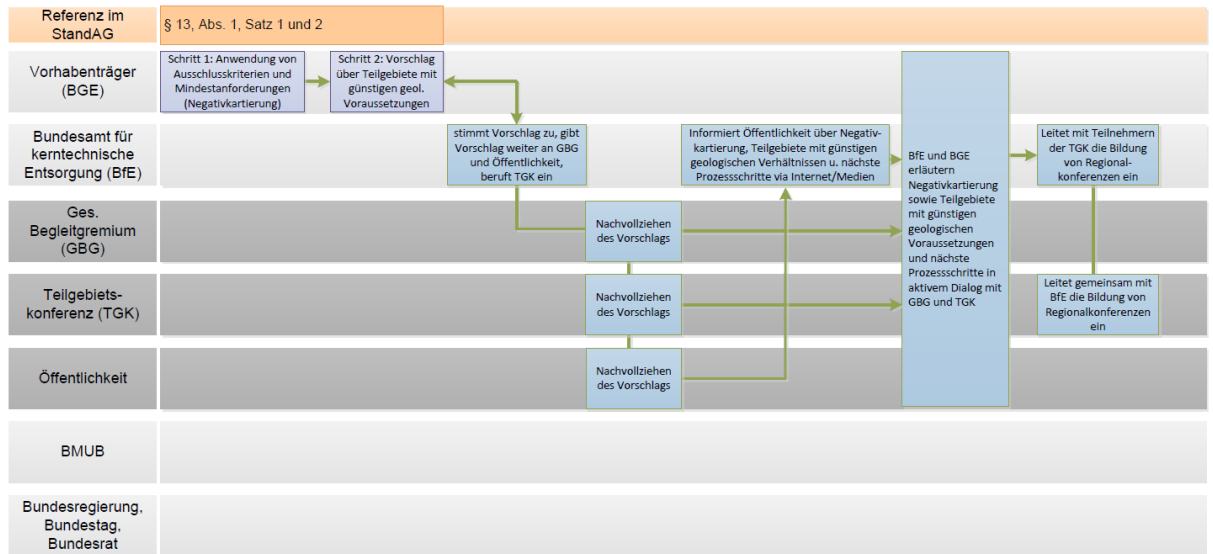 Referenz im
StandAG
§ 13, Abs. 1, Satz 1 und 2
Vorhabenträger
(BGE)
Schritt 1: Anwendung von
Ausschlusskriterien und
Mindestanforderungen
(Negativkartierung)
Schritt 2: Vorschlag
über Teilgebiete mit
günstigen geol.
Voraussetzungen
Bundesamt für
kerntechnische
Entsorgung (BfE)
stimmt Vorschlag zu, gibt
Vorschlag weiter an GBG
und Öffentlichkeit,
beruft TGK ein
Informiert Öffentlichkeit über Negativ-
kartierung, Teilgebiete mit günstigen
geologischen Verhältnissen u. nächste
Prozessschritte via Internet/Medien
BfE und BGE
erläutern
Negativkartierung
sowie Teilgebiete
mit günstigen
geologischen
Voraussetzungen
und nächste
Prozessschritte in
aktivem Dialog mit
GBG und TGK
Leitet mit Teilnehmern
der TGK die Bildung
von Regional-
konferenzen ein
Ges.
Begleitgremium
(GBG)
Nachvollziehen
des Vorschlags
Teilgebiets-
konferenz (TGK)
Nachvollziehen
des Vorschlags
Leitet gemeinsam mit
BfE die Bildung von
Regionalkonferenzen
ein
Öffentlichkeit
Nachvollziehen
des Vorschlags
BMUB
Bundesregierung,
Bundestag,
Bundesrat